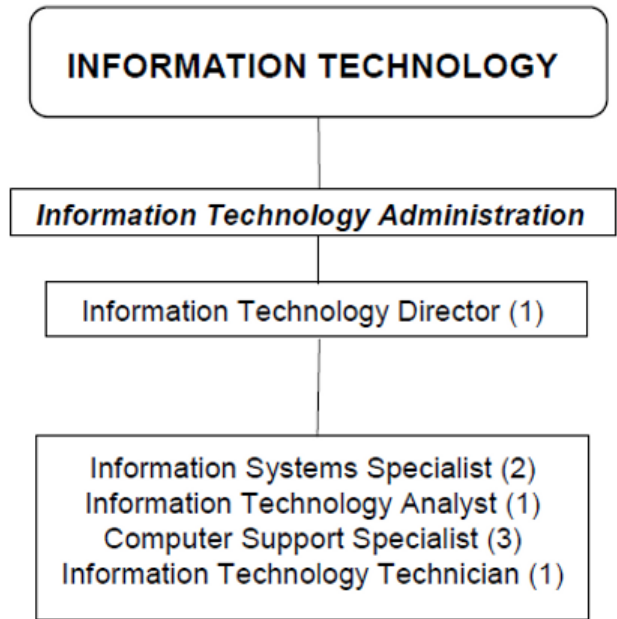 INFORMATION TECHNOLOGY
Information Technology Administration
Information Technology Director (1)
Information Systems Specialist (2)
Information Technology Analyst (1)
Computer Support Specialist (3)
Information Technology Technician (1)